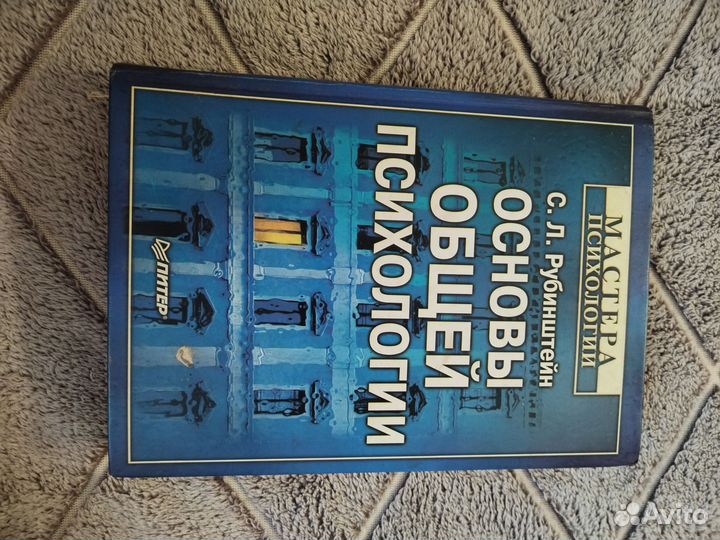 МАСТЕРА
ПСИХОЛОГИИ
С. Л. Рубинштейн
ОСНОВЫ
ОБЩЕЙ
ПСИХОЛОГИИ
ПИТЕР
Avito